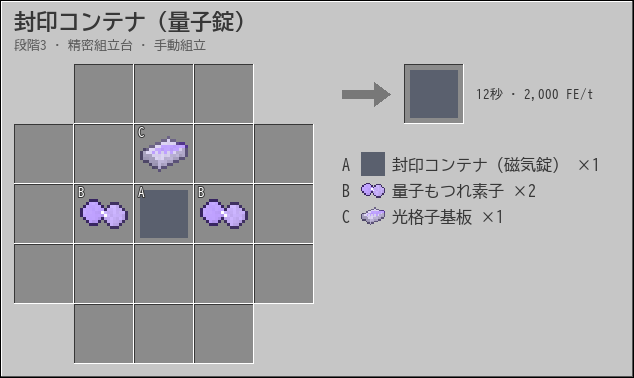 封印コンテナ（量子錠）
段階3 · 精密組立台 · 手動組立
C
B
A
B
12秒 · 2,000 FE/t
A 封印コンテナ（磁気錠） ×1
B 量子もつれ素子 ×2
C 光格子基板 ×1